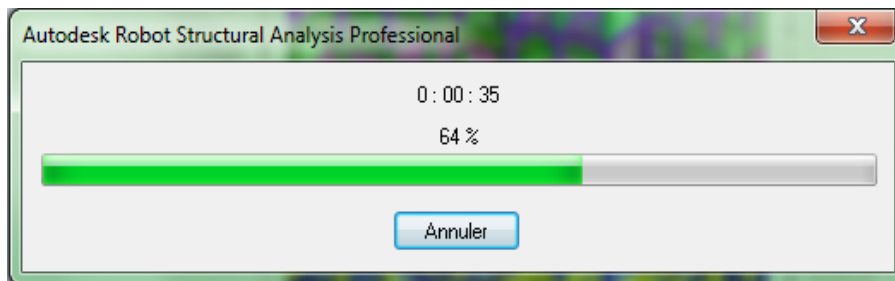 Autodesk Robot Structural Analysis Professional
0 : 00 : 35
64 %
Annuler